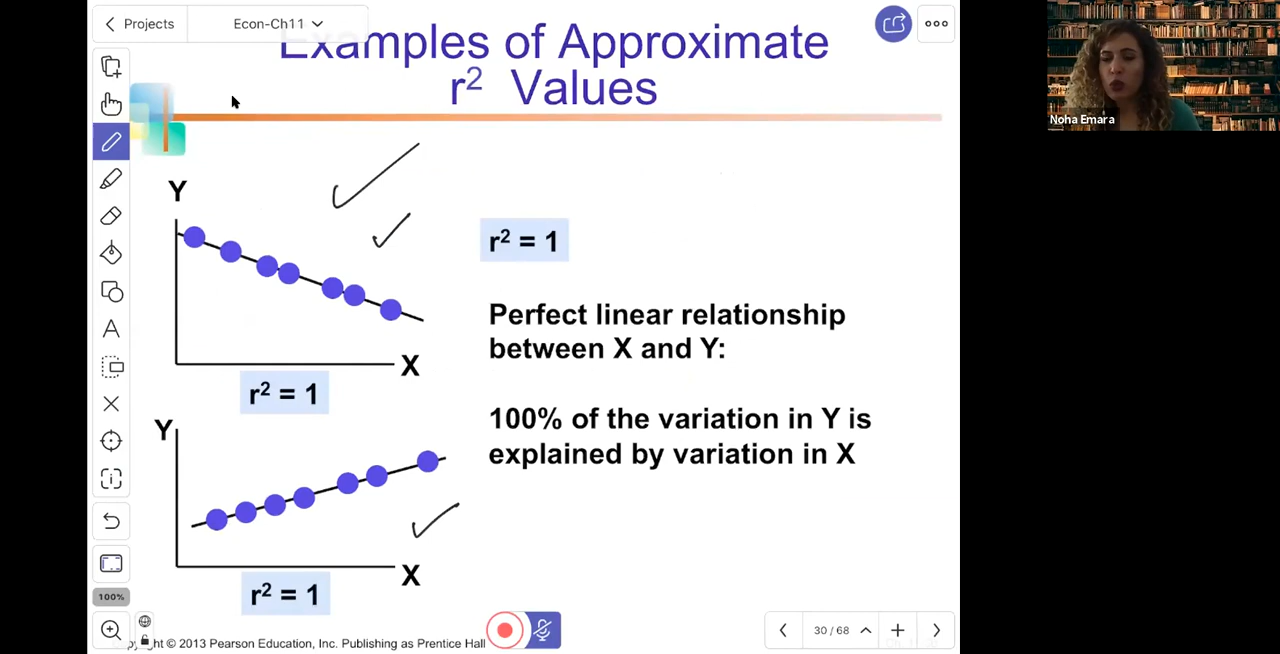 Projects
Econ-Ch11
Examples of Approximate
r² Values
Noha Emara
Y
r² = 1
Perfect linear relationship
between X and Y:
X
r² = 1
100% of the variation in Y is
explained by variation in X
Y
X
r² = 1
A
100%
30 / 68
ht © 2013 Pearson Education, Inc. Publishing as Prentice Hall